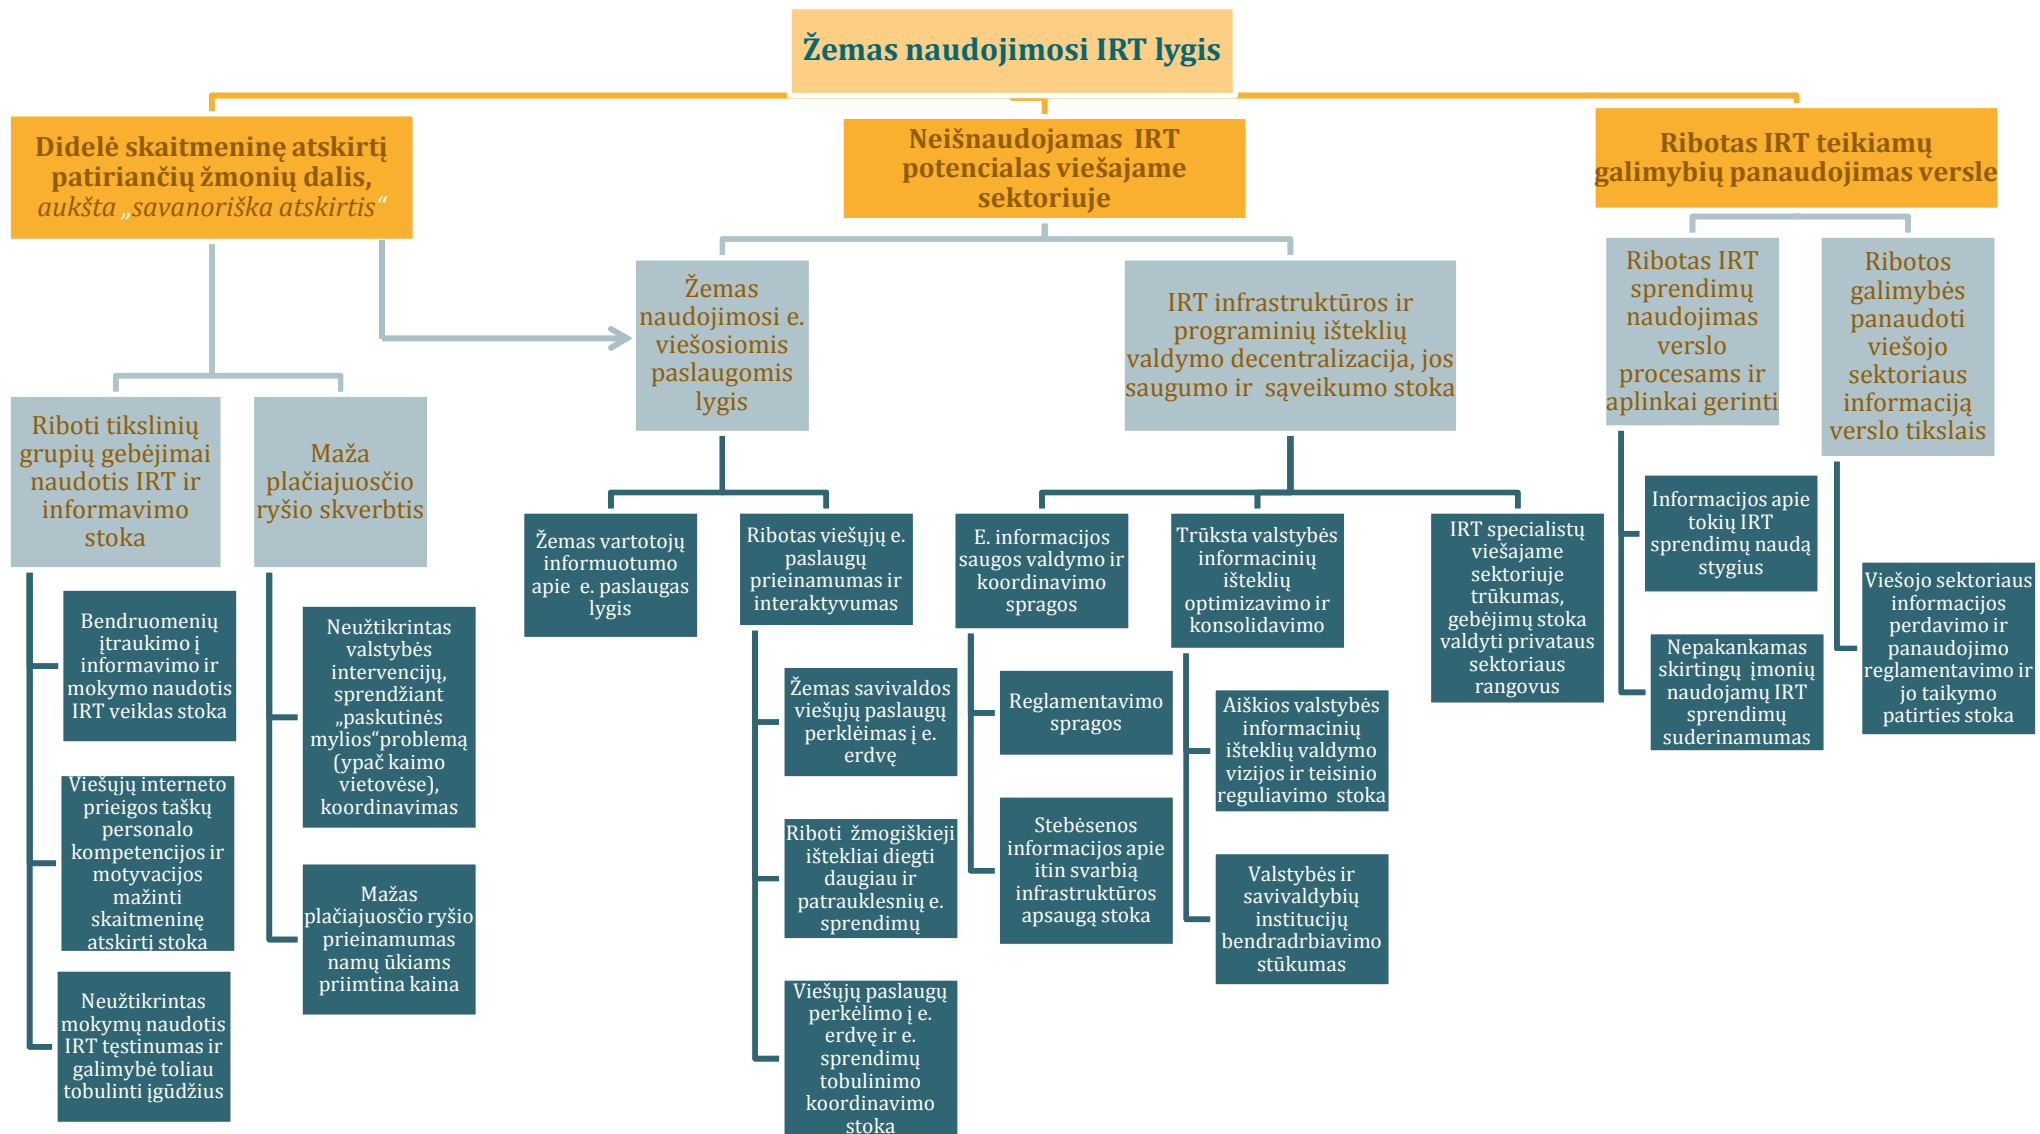 Žemas naudojimosi IRT lygis
Didelė skaitmeninę atskirtį
patiriančių žmonių dalis,
aukšta „savanoriška atskirtis“
Neišnaudojamas IRT
potencialas viešajame
sektoriuje
Ribotas IRT teikiamų
galimybių panaudojimas versle
Riboti tikslinių
grupių gebėjimai
naudotis IRT ir
informavimo
stoka
Maža
plačiajuosčio
ryšio skverbtis
Žemas
naudojimosi e.
viešosiomis
paslaugomis
lygis
IRT infrastruktūros ir
programinių išteklių
valdymo decentralizacija, jos
saugumo ir sąveikumo stoka
Ribotas IRT
sprendimų
naudojimas
verslo
procesams ir
aplinkai gerinti
Ribotos
galimybės
panaudoti
viešojo
sektoriaus
informaciją
verslo tikslais
Bendruomenių
įtraukimo į
informavimo ir
mokymo naudotis
IRT veiklas stoka
Viešųjų interneto
prieigos taškų
personalo
kompetencijos ir
motyvacijos
mažinti
skaitmeninę
atskirtį stoka
Neužtikrintas
mokymų naudotis
IRT tęstinumas ir
galimybė toliau
tobulinti įgūdžius
Neužtikrintas
valstybės
intervencijų,
sprendžiant
„paskutinės
mylios“problemą
(ypač kaimo
vietovėse),
koordinavimas
Mažas
plačiajuosčio ryšio
prieinamumas
namų ūkiams
priimtina kaina
Žemas vartotojų
informuotumo
apie e. paslaugas
lygis
Ribotas viešųjų e.
paslaugų
prieinamumas ir
interaktyvumas
Žemas savivaldos
viešųjų paslaugų
perklėimas į e.
erdvę
Riboti žmogiškieji
ištekliai diegti
daugiau ir
patrauklesnių e.
sprendimų
Viešųjų paslaugų
perkėlimo į e.
erdvę ir e.
sprendimų
tobulinimo
koordinavimo
stoka
E. informacijos
saugos valdymo ir
koordinavimo
spragos
Reglamentavimo
spragos
Stebėsenos
informacijos apie
itin svarbią
infrastruktūros
apsaugą stoka
Trūksta valstybės
informacinių
išteklių
optimizavimo ir
konsolidavimo
Aiškios valstybės
informacinių
išteklių valdymo
vizijos ir teisinio
reguliavimo stoka
Valstybės ir
savivaldybių
institucijų
bendradrbiavimo
stūkumas
IRT specialistų
viešajame
sektoriuje
trūkumas,
gebėjimų stoka
valdyti privataus
sektoriaus
rangovus
Informacijos apie
tokių IRT
sprendimų naudą
stygius
Nepakankamas
skirtingų įmonių
naudojamų IRT
sprendimų
suderinamumas
Viešojo sektoriaus
informacijos
perdavimo ir
panaudojimo
reglamentavimo ir
jo taikymo
patirties stoka